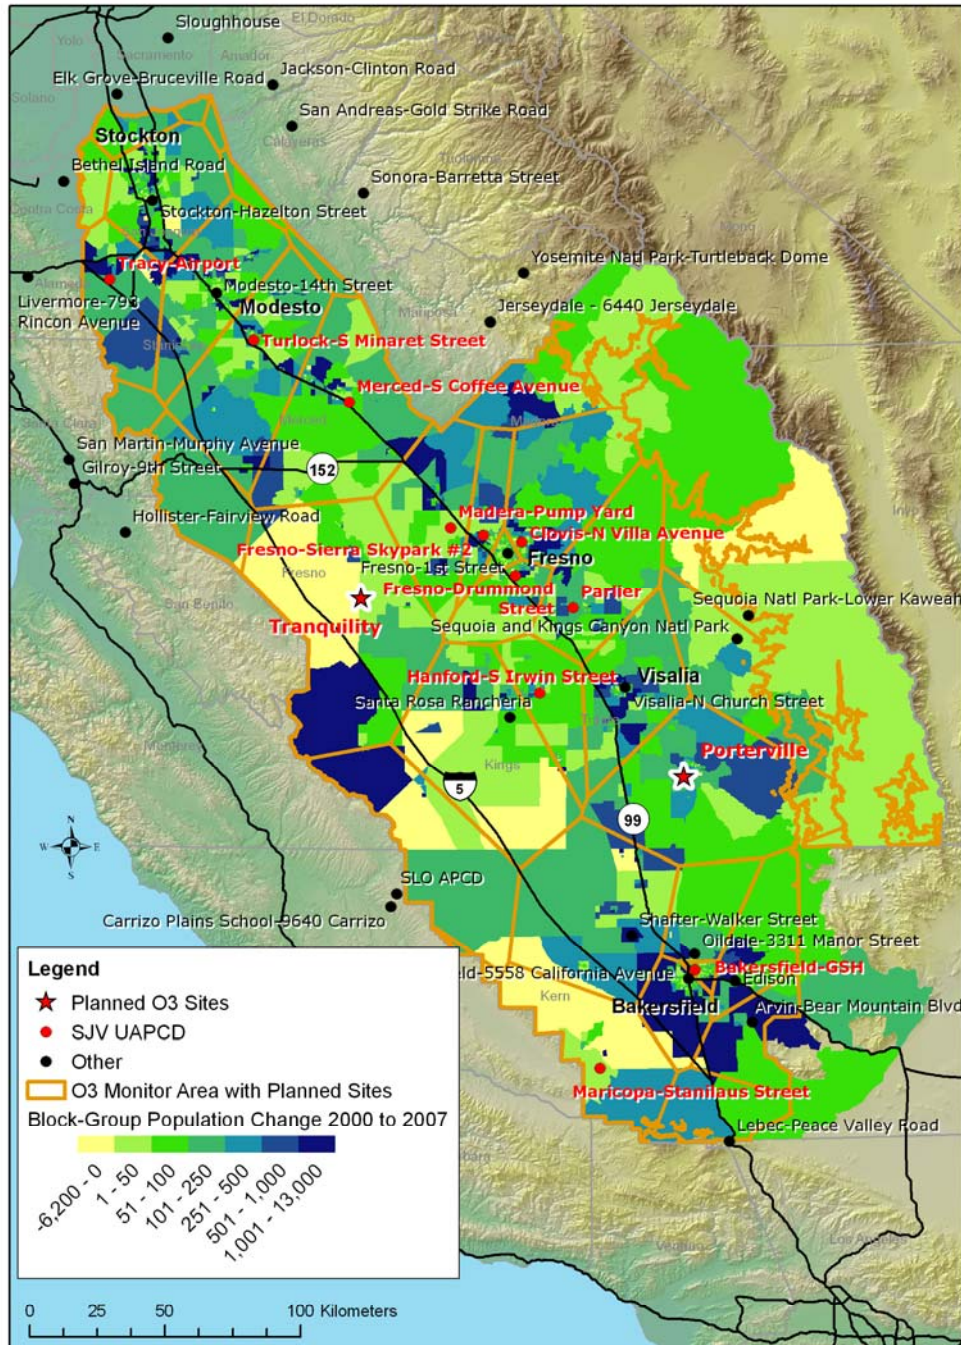 Sloughhouse
El Dorado
Yolo
Sacramento
Amador
Jackson-Clinton Road
Elk Grove-Bruceville Road
Solano
San Andreas-Gold Strike Road
Stockton
Calaveras
Tuolumne
Bethel Island Road
Sonora-Barretta Street
Contra Costa
Stockton-Hazelton Street
Tracy-Airport
Yosemite Natl Park-Turtleback Dome
Alameda
Modesto-14th Street
Livermore-793
Rincon Avenue
Modesto
Mariposa
Jerseydale - 6440 Jerseydale
Turlock-S Minaret Street
Merced-S Coffee Avenue
Santa Clara
Merced
San Martin-Murphy Avenue
Gilroy-9th Street
152
Inyo
Hollister-Fairview Road
Madera-Pump Yard
Clovis-N Villa Avenue
Fresno-Sierra Skypark #2
Fresno-1st Street
Fresno
Fresno
Fresno-Drummond
Street
Parlier
San Benito
Tranquility
Sequoia Natl Park-Lower Kaweah
Sequoia and Kings Canyon Natl Park
Hanford-S Irwin Street
Visalia
Santa Rosa Rancheria
Visalia-N Church Street
Tulare
Monterey
Porterville
Kings
5
99
N
W
E
S
SLO APCD
Carrizo Plains School-9640 Carrizo
Shafter-Walker Street
Oildale-3311 Manor Street
Bakersfield-GSH
eld-5558 California Avenue
Edison
Kern
Bakersfield
Arvin-Bear Mountain Blvd
Maricopa-Stanilaus Street
Lebec-Peace Valley Road
Ventura
Los Angeles
Legend
Planned O3 Sites
SJV UAPCD
Other
O3 Monitor Area with Planned Sites
Block-Group Population Change 2000 to 2007
-6,200 - 0
1 - 50
51 - 100
101 - 250
251 - 500
501 - 1,000
1,001 - 13,000
0 25 50 100 Kilometers